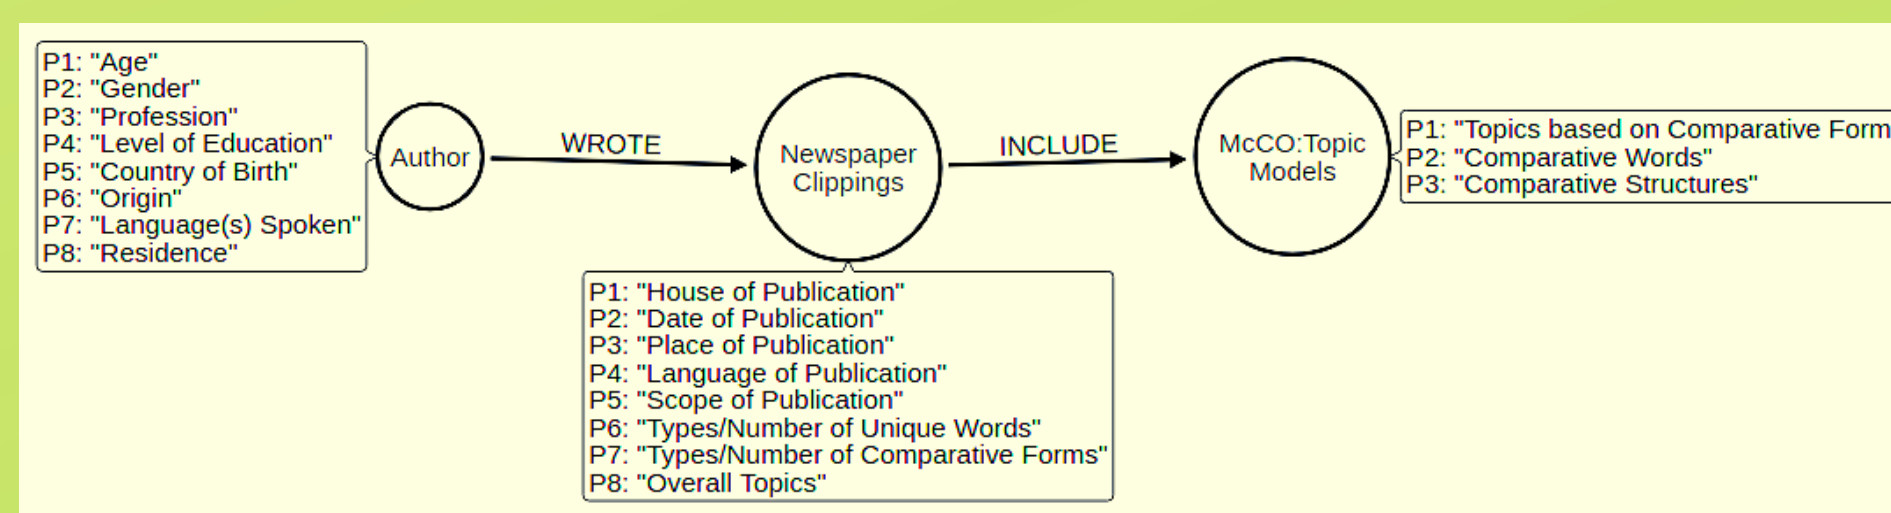 P1: "Age"
P2: "Gender"
P3: "Profession"
P4: "Level of Education"
P5: "Country of Birth"
P6: "Origin"
P7: "Language(s) Spoken"
P8: "Residence"
Author
WROTE
Newspaper
Clippings
P1: "House of Publication"
P2: "Date of Publication"
P3: "Place of Publication"
P4: "Language of Publication"
P5: "Scope of Publication"
P6: "Types/Number of Unique Words"
P7: "Types/Number of Comparative Forms"
P8: "Overall Topics"
INCLUDE
McCO:Topic
Models
P1: "Topics based on Comparative Form
P2: "Comparative Words"
P3: "Comparative Structures"